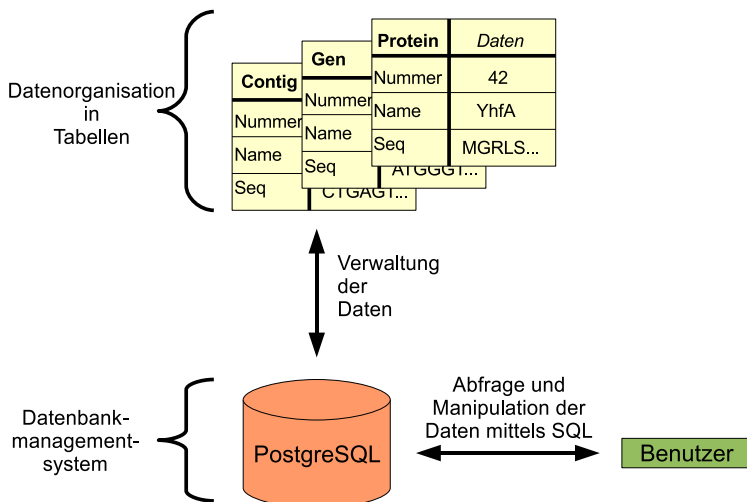 Datenorganisation
in
Tabellen
Protein Daten
Nummer 42
Name YhfA
Seq MGRLS...
Gen
Nummer
Name
Seq ATGGGT...
Contig
Nummer
Name
Seq CTGAGT...
Verwaltung
der
Daten
Datenbank-
management-
system
PostgreSQL
Abfrage und
Manipulation der
Daten mittels SQL
Benutzer